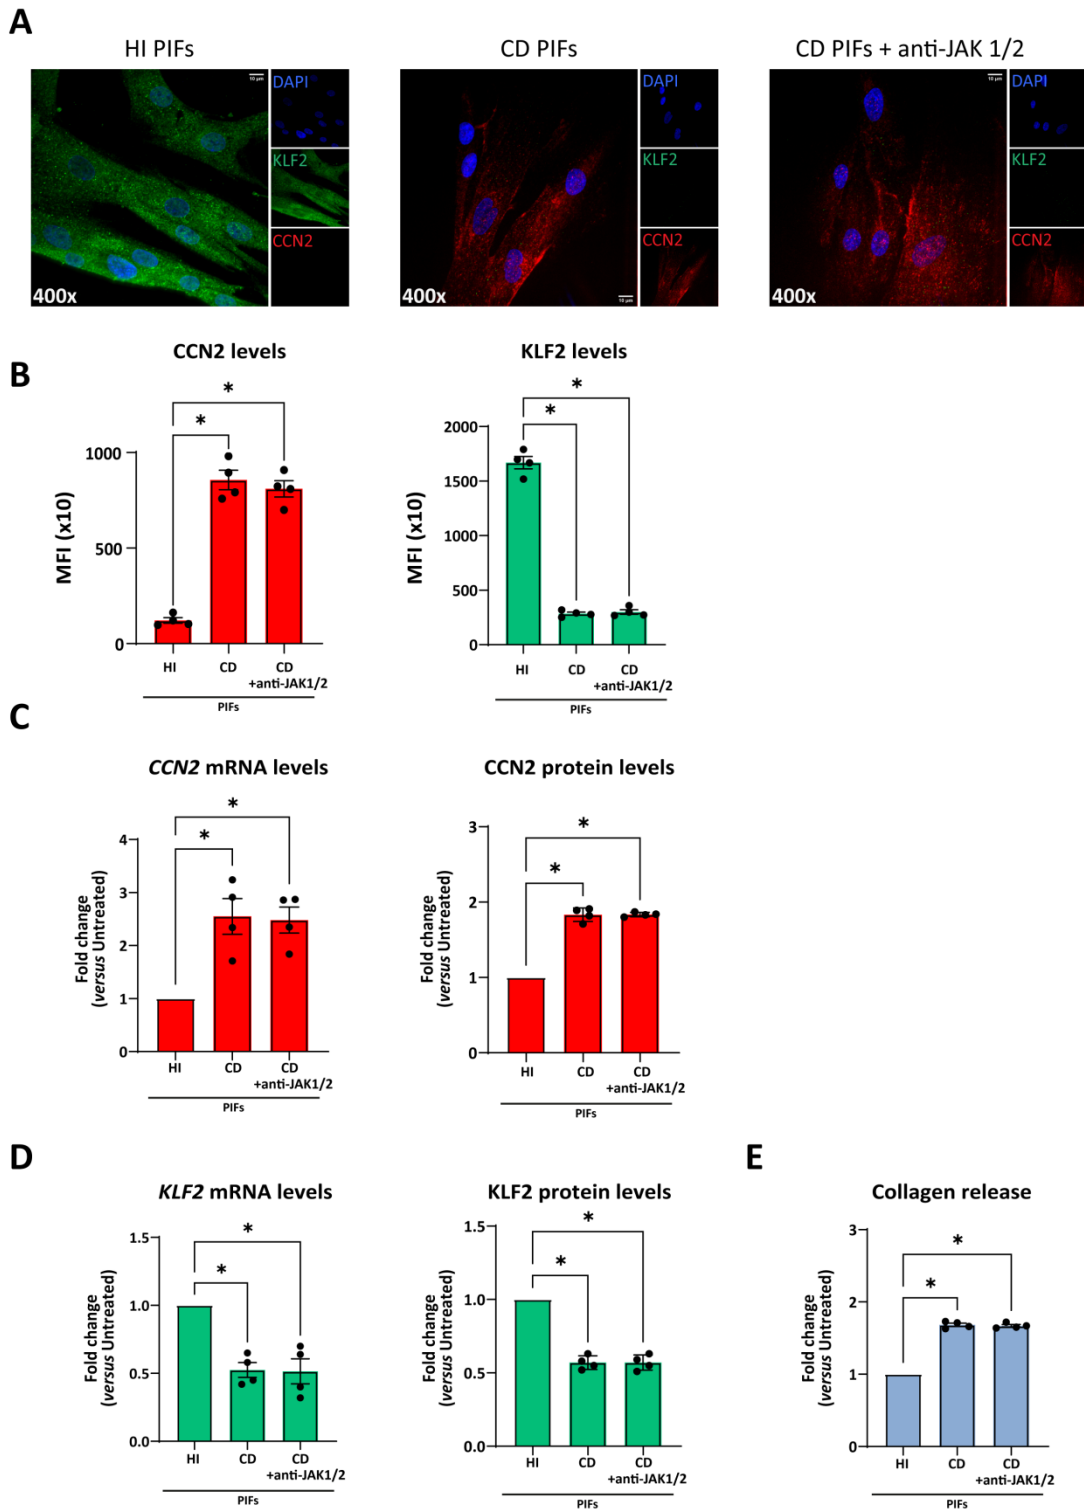 A
HI PIFs
CD PIFs
CD PIFs + anti-JAK 1/2
10 µm
DAPI
KLF2
CCN2
400x
DAPI
KLF2
CCN2
10 µm
400x
10 µm
DAPI
KLF2
CCN2
400x
B
CCN2 levels
MFI (x10)
1000
500
0
*
*
HI
CD
CD
+anti-JAK1/2
PIFs
KLF2 levels
MFI (x10)
2000
1500
1000
500
0
*
*
HI
CD
CD
+anti-JAK1/2
PIFs
C
CCN2 mRNA levels
Fold change
(versus Untreated)
4
3
2
1
0
*
*
HI
CD
CD
+anti-JAK1/2
PIFs
CCN2 protein levels
Fold change
(versus Untreated)
3
2
1
0
*
*
HI
CD
CD
+anti-JAK1/2
PIFs
D
KLF2 mRNA levels
Fold change
(versus Untreated)
1.5
1.0
0.5
0.0
*
*
HI
CD
CD
+anti-JAK1/2
PIFs
KLF2 protein levels
Fold change
(versus Untreated)
1.5
1.0
0.5
0.0
*
*
HI
CD
CD
+anti-JAK1/2
PIFs
E
Collagen release
Fold change
(versus Untreated)
3
2
1
0
*
*
HI
CD
CD
+anti-JAK1/2
PIFs